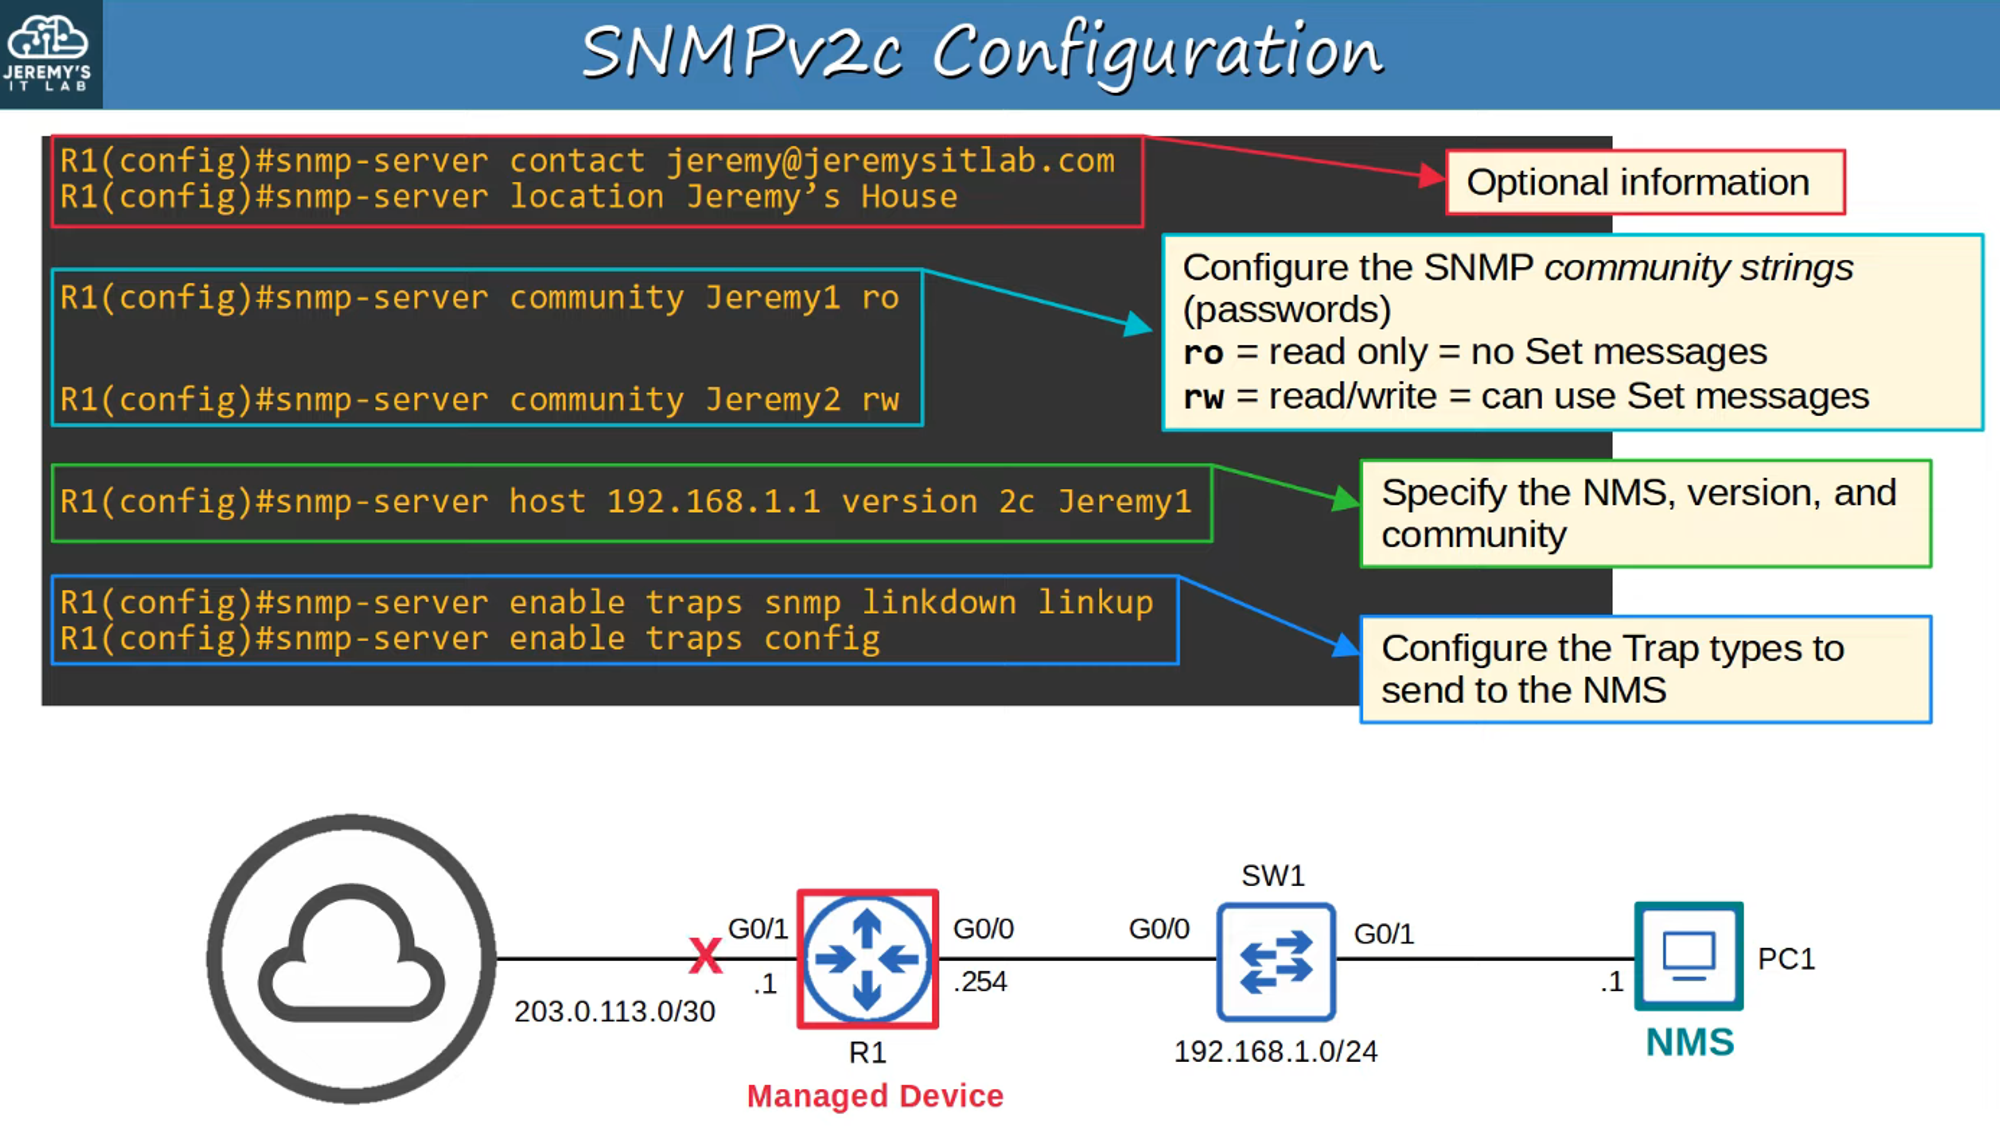 JEREMY'S
IT LAB
SNMPv2c Configuration
R1(config)#snmp-server contact jeremy@jeremysitlab.com
R1(config)#snmp-server location Jeremy’s House
Optional information
R1(config)#snmp-server community Jeremy1 ro
R1(config)#snmp-server community Jeremy2 rw
Configure the SNMP community strings
(passwords)
ro = read only = no Set messages
rw = read/write = can use Set messages
R1(config)#snmp-server host 192.168.1.1 version 2c Jeremy1
Specify the NMS, version, and
community
R1(config)#snmp-server enable traps snmp linkdown linkup
R1(config)#snmp-server enable traps config
Configure the Trap types to
send to the NMS
203.0.113.0/30
X
G0/1
.1
R1
Managed Device
G0/0
.254
G0/0
SW1
G0/1
192.168.1.0/24
.1
PC1
NMS